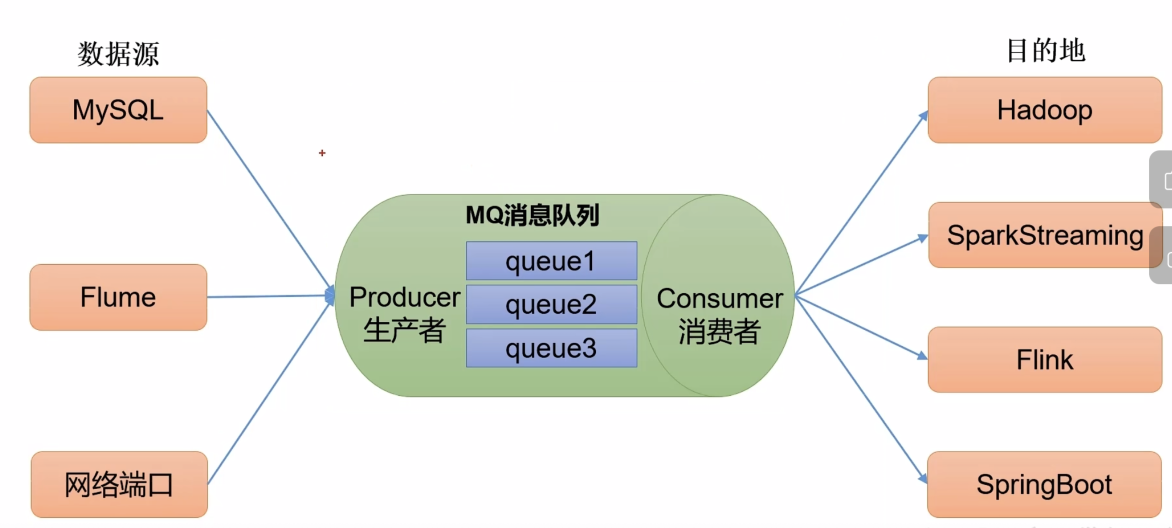 数据源
目的地
MySQL
Hadoop
MQ消息队列
queue1
SparkStreaming
Flume
Producer
生产者
queue2
Consumer
消费者
queue3
Flink
网络端口
SpringBoot